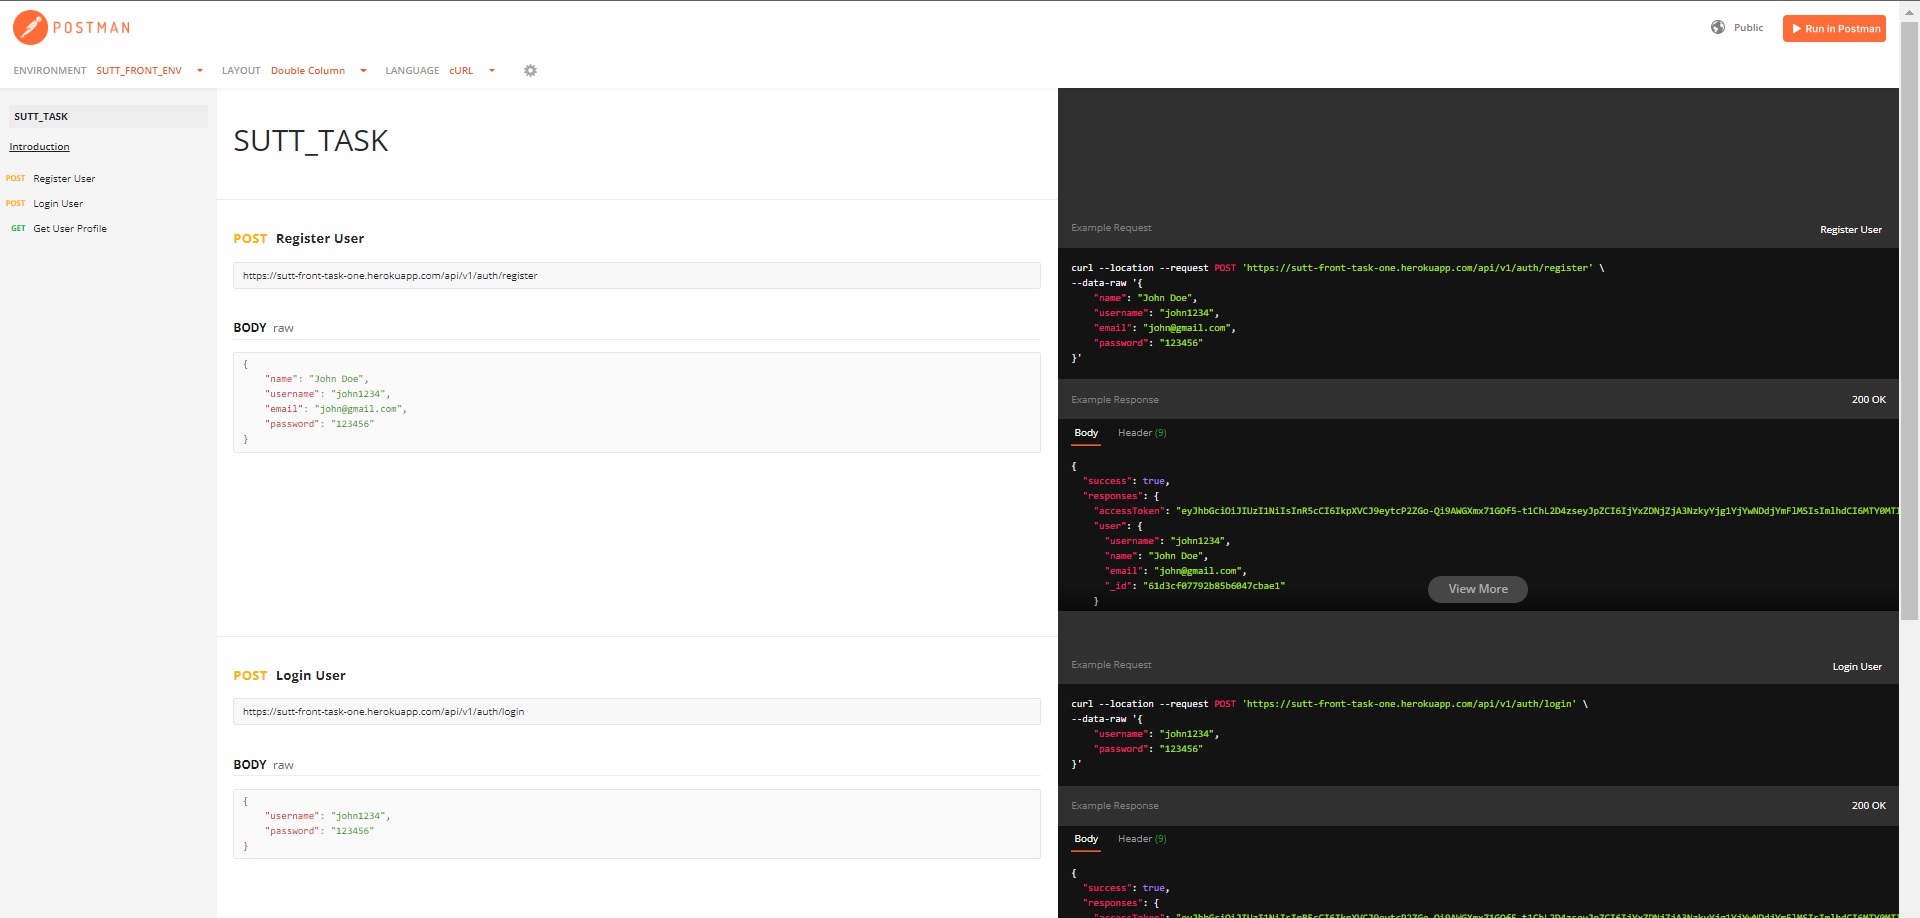 POSTMAN
Public
Run in Postman
ENVIRONMENT SUTT_FRONT_ENV LAYOUT Double Column LANGUAGE cURL
SUTT_TASK
Introduction
POST Register User
POST Login User
GET Get User Profile
SUTT_TASK
POST Register User
https://sutt-front-task-one.herokuapp.com/api/v1/auth/register
BODY raw
{
"name": "John Doe",
"username": "john1234",
"email": "john@gmail.com",
"password": "123456"
}
POST Login User
https://sutt-front-task-one.herokuapp.com/api/v1/auth/login
BODY raw
{
"username": "john1234",
"password": "123456"
}
Example Request
Register User
curl --location --request POST 'https://sutt-front-task-one.herokuapp.com/api/v1/auth/register' \
--data-raw '{
"name": "John Doe",
"username": "john1234",
"email": "john@gmail.com",
"password": "123456"
}'
Example Response
200 OK
Body Header (9)
{
"success": true,
"responses": {
"accessToken":
"user": {
"username": "john1234",
"name": "John Doe",
"email": "john@gmail.com",
"_id": "61d3cf07792b85b6047cbae1"
}
View More
Example Request
Login User
curl --location --request POST 'https://sutt-front-task-one.herokuapp.com/api/v1/auth/login' \
--data-raw '{
"username": "john1234",
"password": "123456"
}'
Example Response
200 OK
Body Header (9)
{
"success": true,
"responses": {